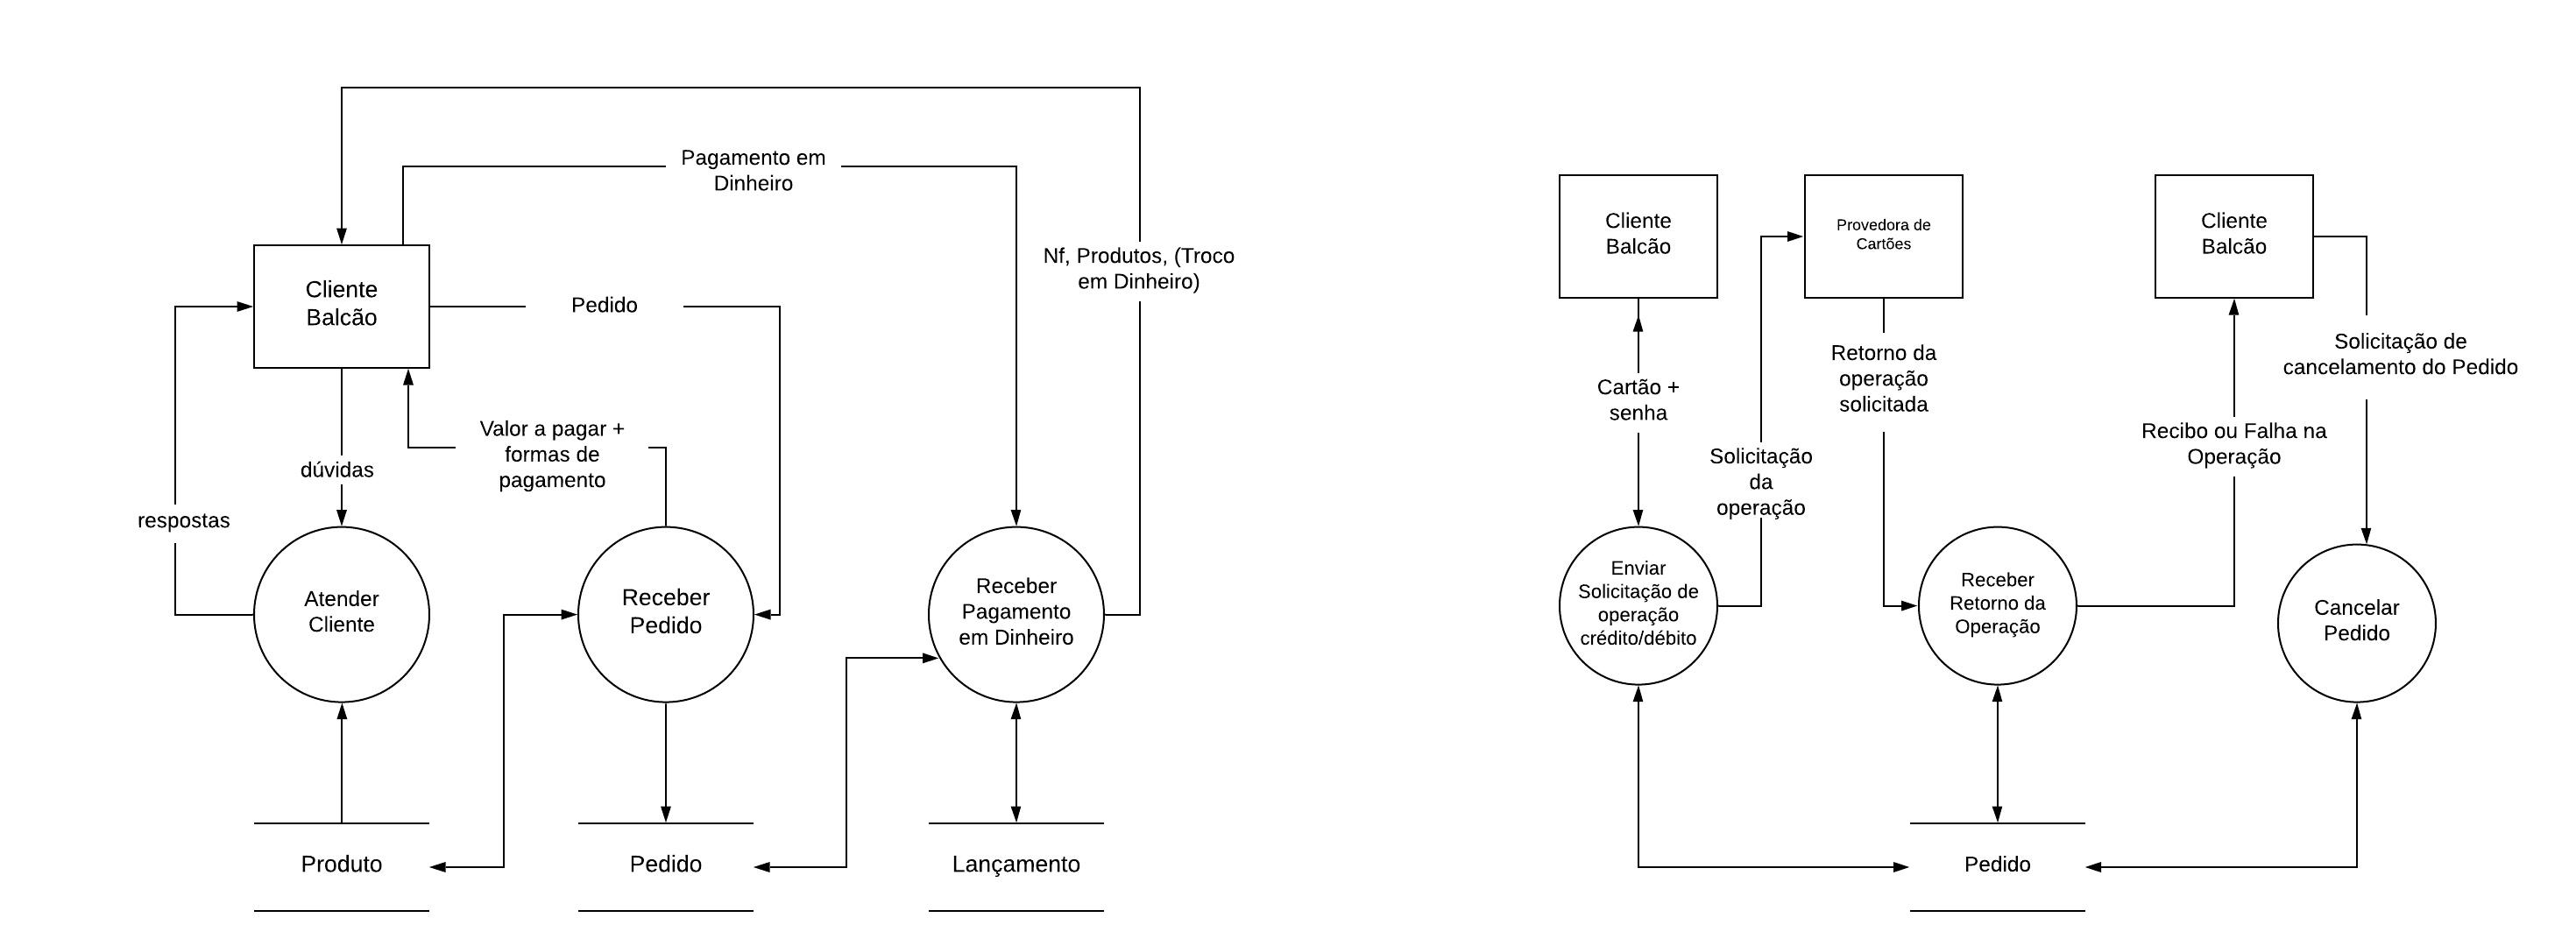 Pagamento em
Dinheiro
Nf, Produtos, (Troco
em Dinheiro)
Cliente
Balcão
Pedido
Valor a pagar +
formas de
pagamento
dúvidas
respostas
Atender
Cliente
Receber
Pedido
Receber
Pagamento
em Dinheiro
Produto
Pedido
Lançamento
Cliente
Balcão
Provedora de
Cartões
Cliente
Balcão
Cartão +
senha
Retorno da
operação
solicitada
Solicitação de
cancelamento do Pedido
Solicitação
da
operação
Recibo ou Falha na
Operação
Enviar
Solicitação de
operação
crédito/débito
Receber
Retorno da
Operação
Cancelar
Pedido
Pedido